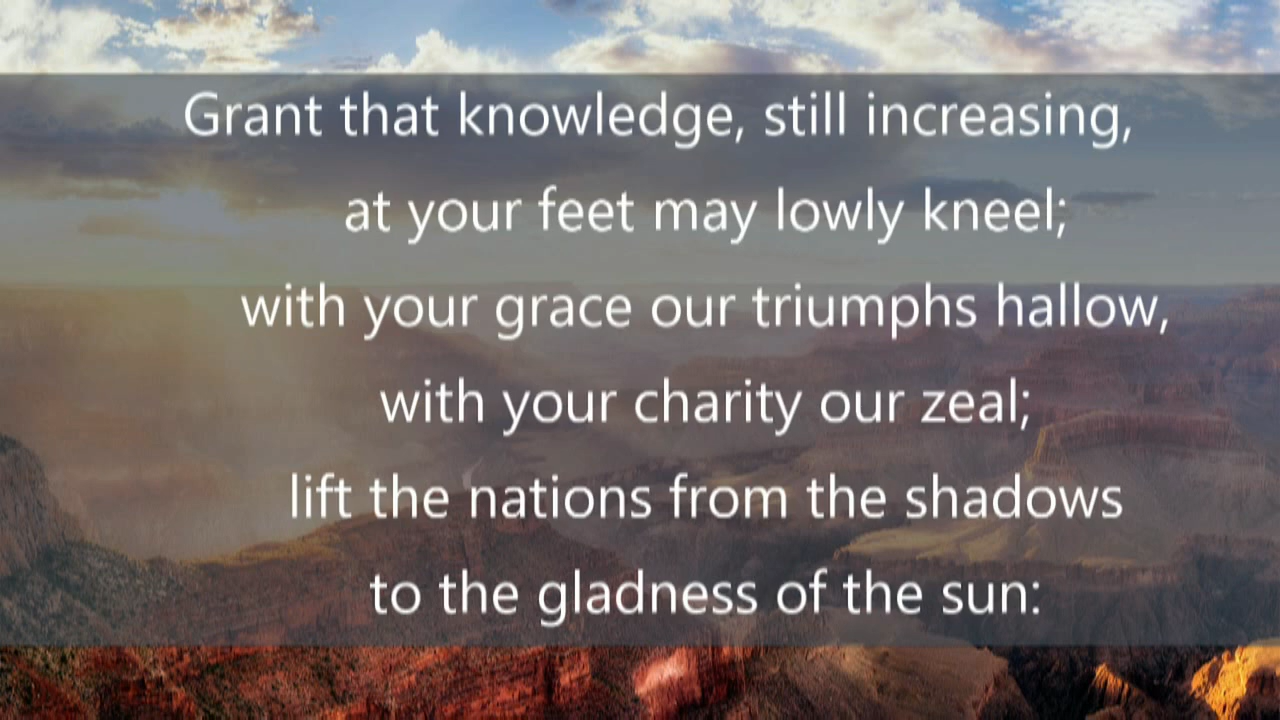 Grant that knowledge, still increasing,
at your feet may lowly kneel;
with your grace our triumphs hallow,
with your charity our zeal;
lift the nations from the shadows
to the gladness of the sun: